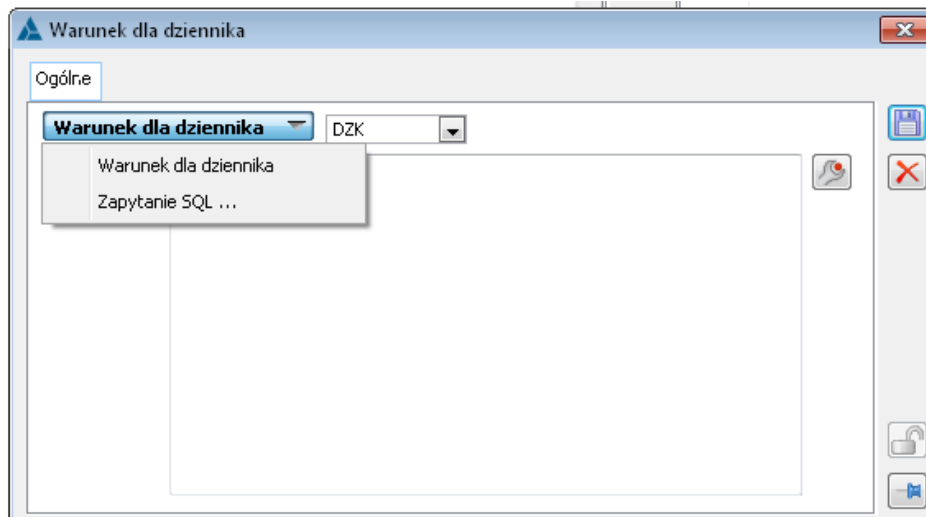 Warunek dla dziennika
Ogólne
Warunek dla dziennika DZK
Warunek dla dziennika
Zapytanie SQL ...